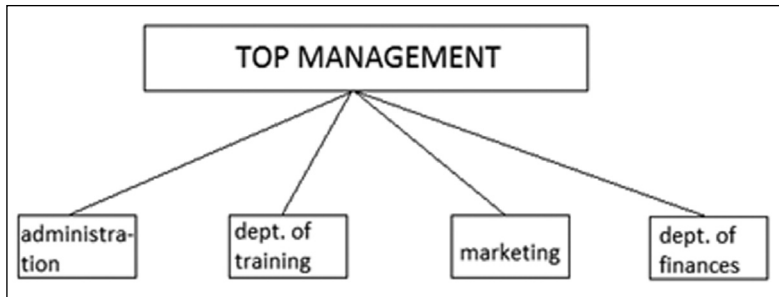 TOP MANAGEMENT
administra-
tion
dept. of
training
marketing
dept. of
finances